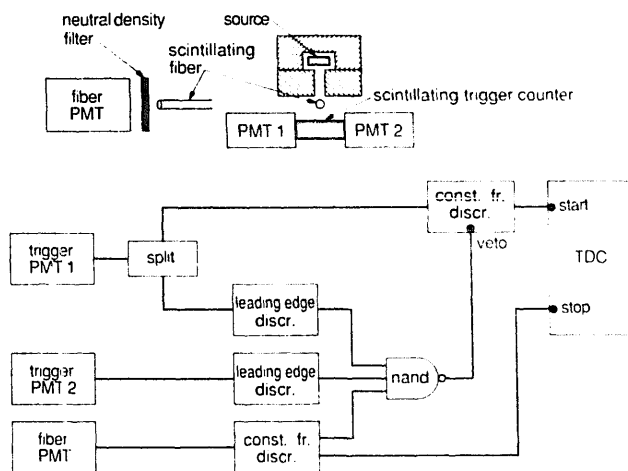 neutral density
filter
source
scintillating
fiber
fiber
PMT
scintillating trigger counter
PMT 1
PMT 2
const. fr.
discr.
start
veto
TDC
trigger
PMT 1
split
stop
leading edge
discr.
trigger
PMT 2
leading edge
discr.
nand
fiber
PMT
const. fr.
discr.